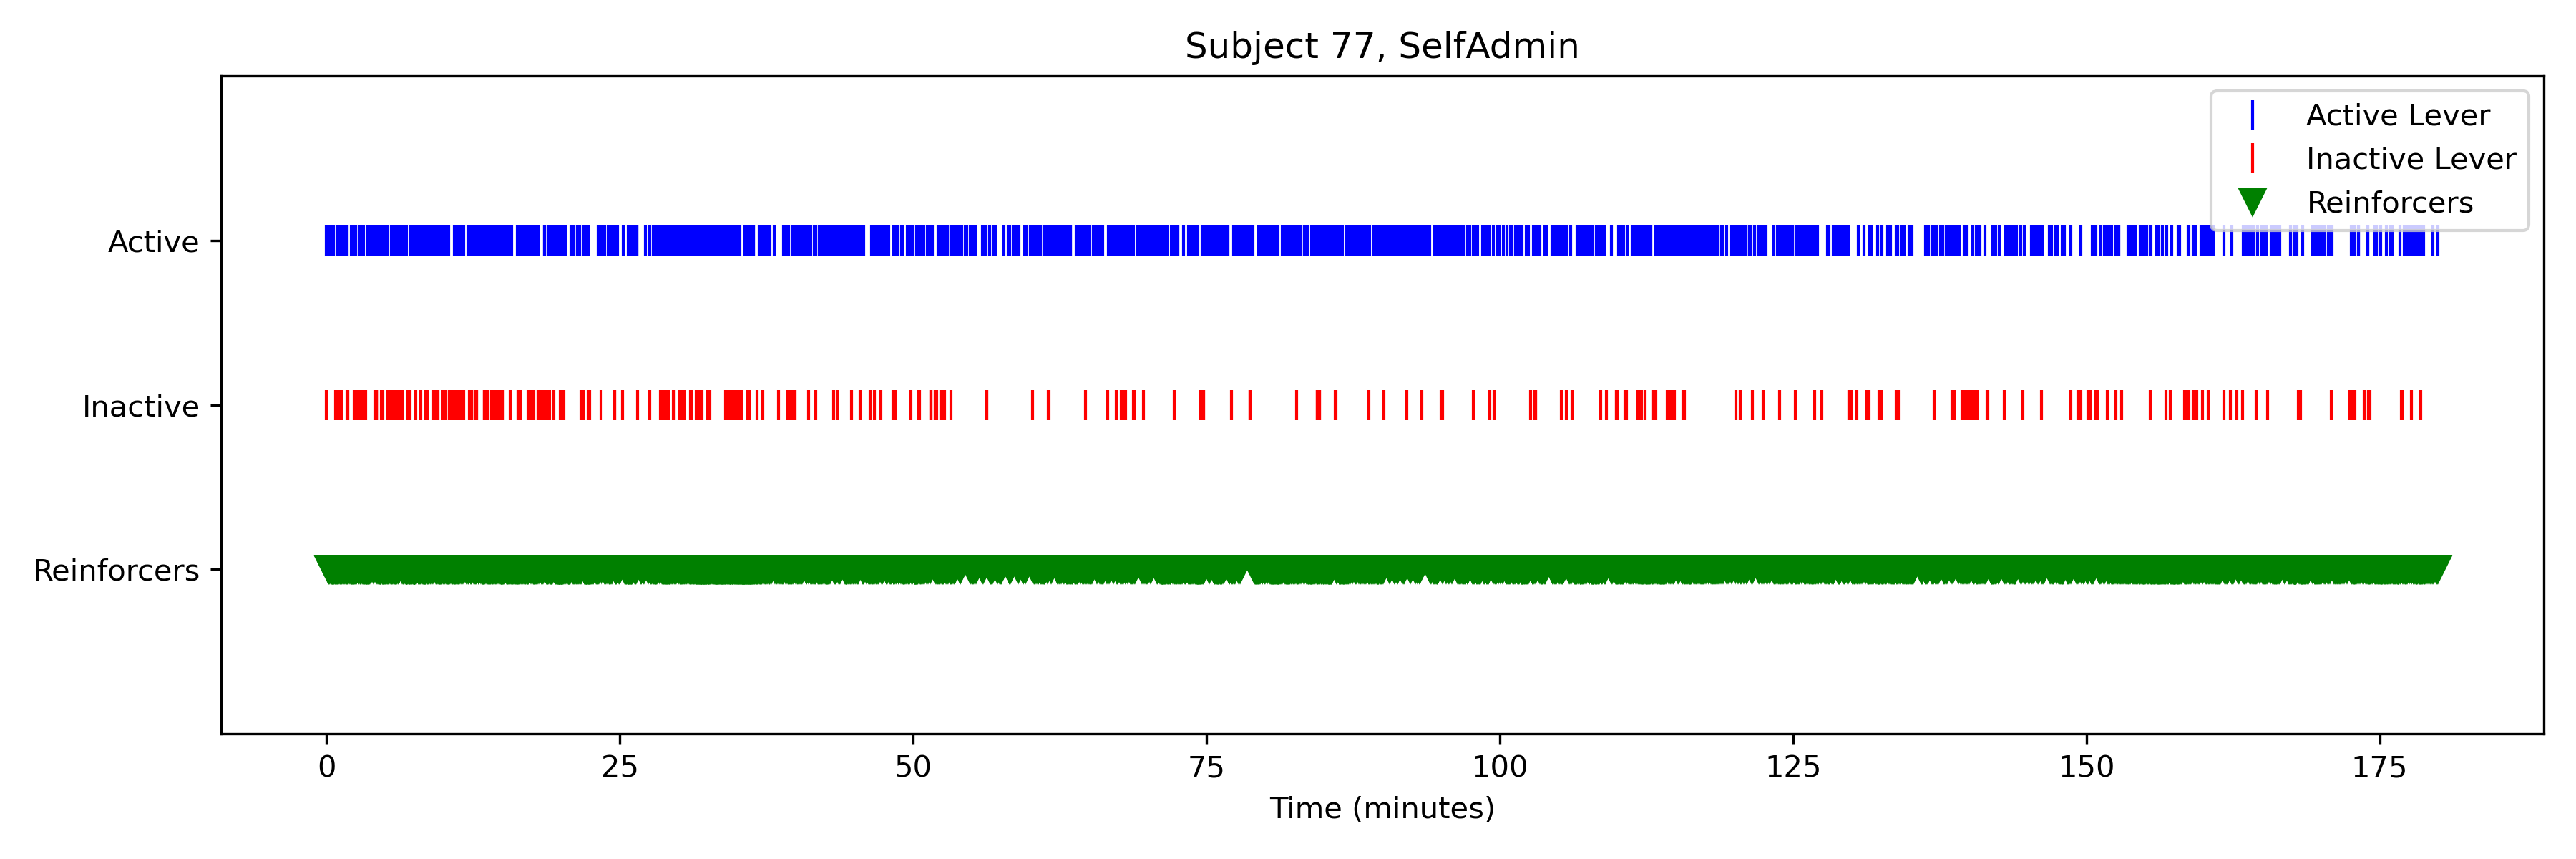 Subject 77, SelfAdmin
Active Lever
Inactive Lever
Reinforcers
Active
Inactive
Reinforcers
0 25 50 75 100 125 150 175
Time (minutes)